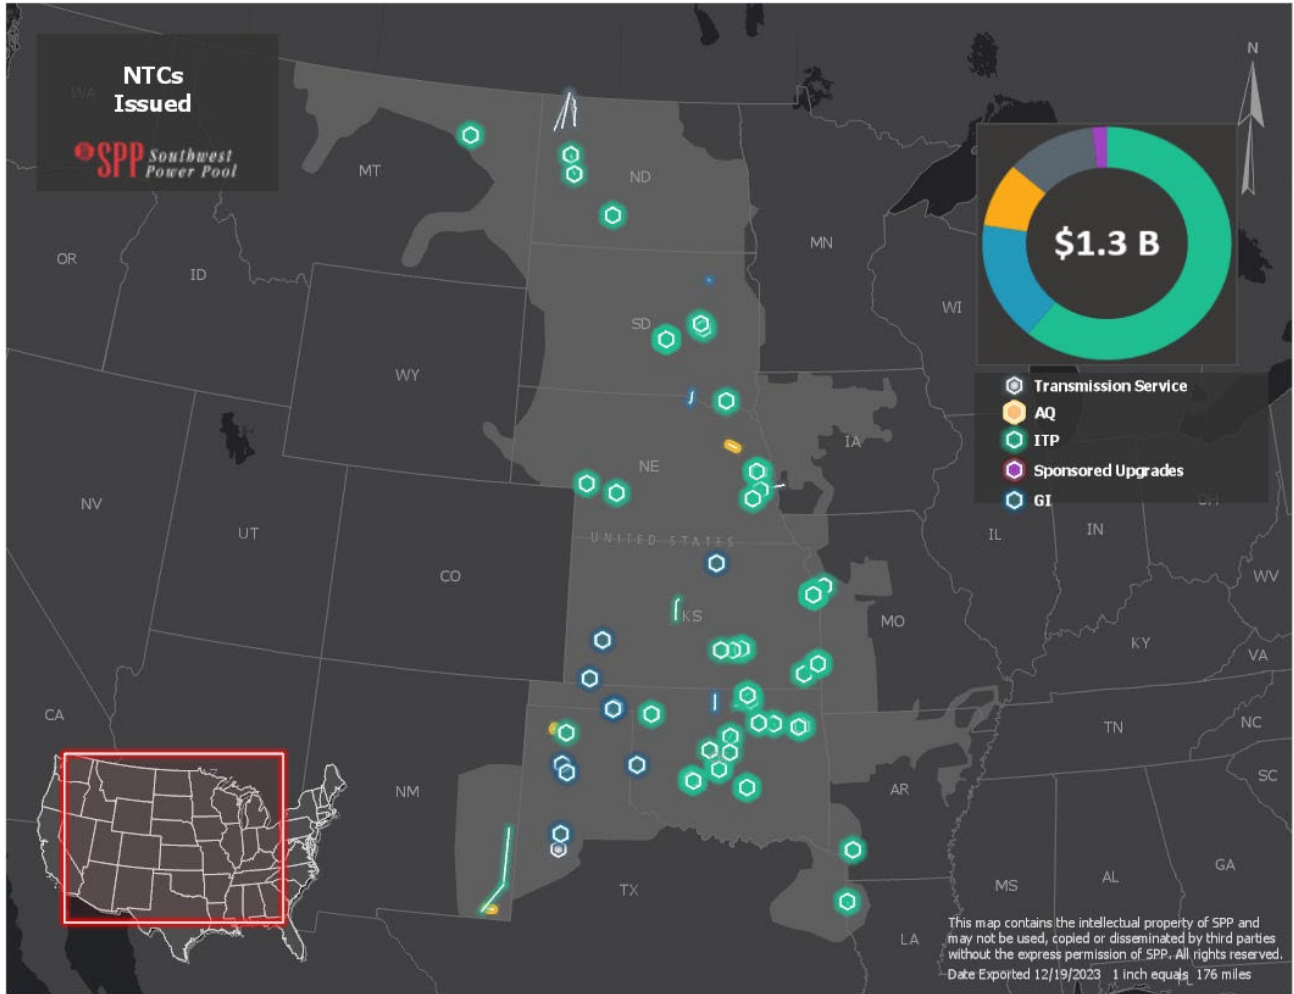 NTCs
Issued
SPP Southwest
Power Pool
N
WA
MT
ND
MN
OR
ID
$1.3 B
WI
SD
WY
Transmission Service
AQ
ITP
Sponsored Upgrades
GI
IA
NE
NV
UT
UNITED STATES
IL
IN
OH
CO
WV
KS
MO
KY
VA
CA
TN
NC
SC
NM
AR
TX
MS
AL
GA
LA
This map contains the intellectual property of SPP and
may not be used, copied or disseminated by third parties
without the express permission of SPP. All rights reserved.
Date Exported 12/19/2023 1 inch equals 176 miles
FL